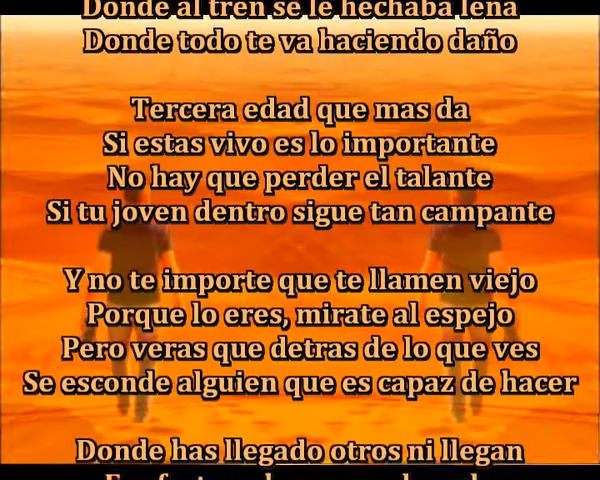 Donde al tren se le hechaba leña
Donde todo te va haciendo daño
Tercera edad que mas da
Si estas vivo es lo importante
No hay que perder el talante
Si tu joven dentro sigue tan campante
Y no te importe que te llamen viejo
Porque lo eres, mirate al espejo
Pero veras que detras de lo que ves
Se esconde alguien que es capaz de hacer
Donde has llegado otros ni llegan